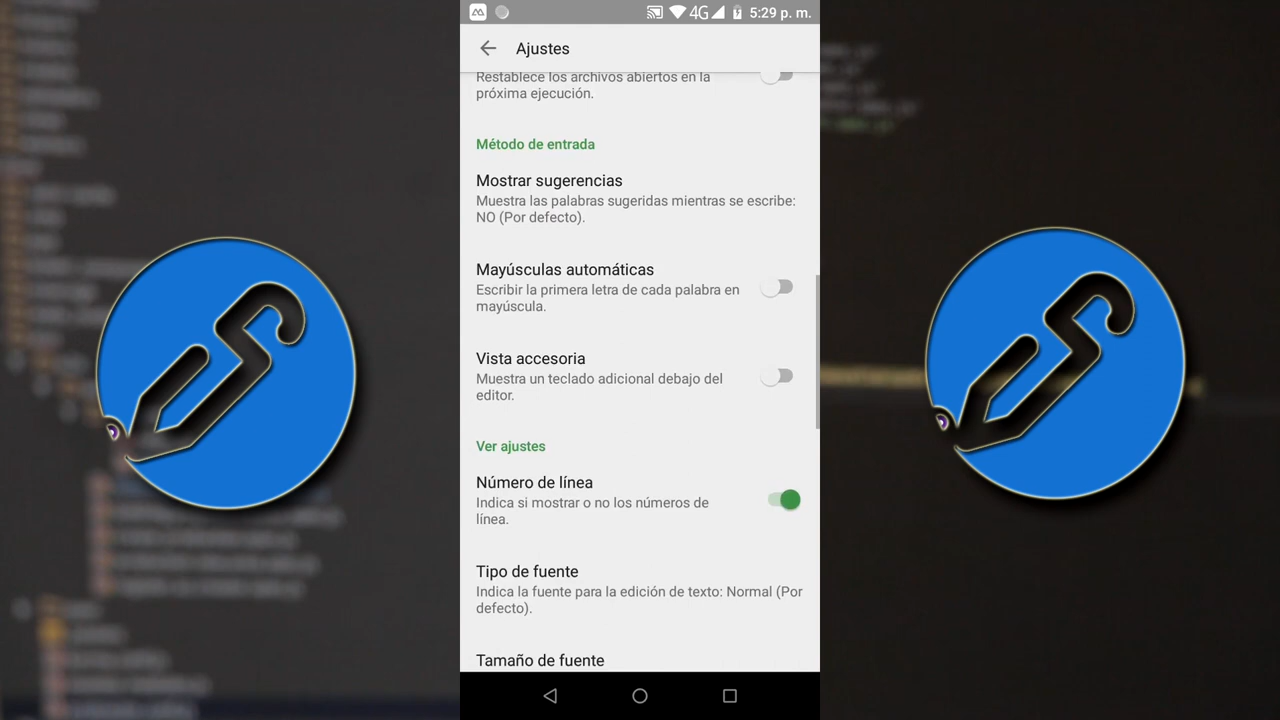 4G 5:29 p. m.
Ajustes
Restablece los archivos abiertos en la
próxima ejecución.
Método de entrada
Mostrar sugerencias
Muestra las palabras sugeridas mientras se escribe:
NO (Por defecto).
Mayúsculas automáticas
Escribir la primera letra de cada palabra en
mayúscula.
Vista accesoria
Muestra un teclado adicional debajo del
editor.
Ver ajustes
Número de línea
Indica si mostrar o no los números de
línea.
Tipo de fuente
Indica la fuente para la edición de texto: Normal (Por
defecto).
Tamaño de fuente